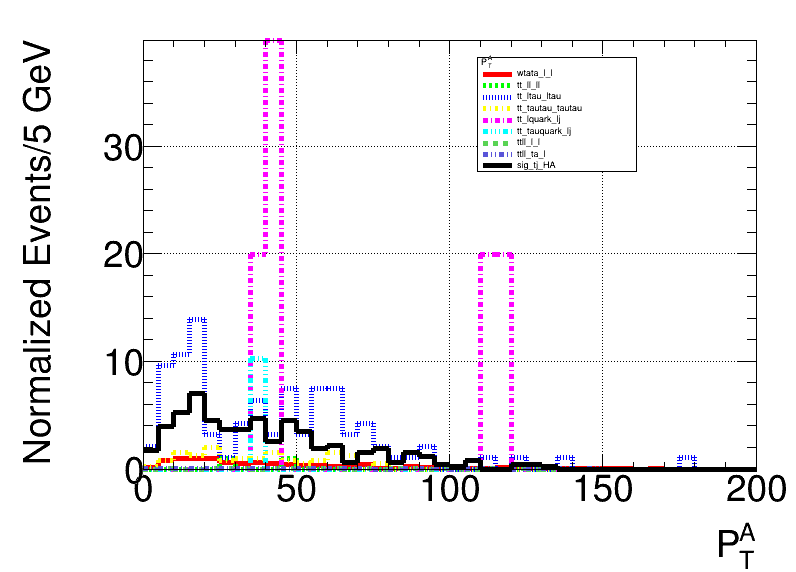 Normalized Events/5 GeV
30
20
10
0
0 50 100 150 200
P_T^A
P_T^A
wtata_l_l
tt_ll_ll
tt_ltau_ltau
tt_tautau_tautau
tt_lquark_lj
tt_tauquark_lj
ttll_l_l
ttll_ta_l
sig_tj_HA